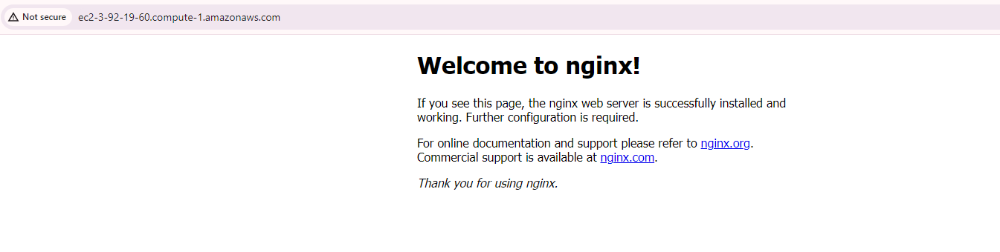 Not secure ec2-3-92-19-60.compute-1.amazonaws.com
Welcome to nginx!
If you see this page, the nginx web server is successfully installed and
working. Further configuration is required.
For online documentation and support please refer to nginx.org.
Commercial support is available at nginx.com.
Thank you for using nginx.